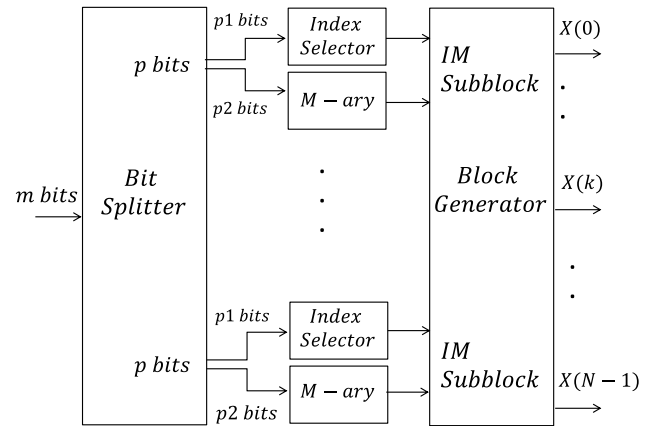 p1 bits
Index
Selector
X(0)
p bits
IM
Subblock
p2 bits
M − ary
m bits
Bit
Splitter
Block
Generator
X(k)
p1 bits
Index
Selector
p bits
IM
Subblock
X(N − 1)
M − ary
p2 bits